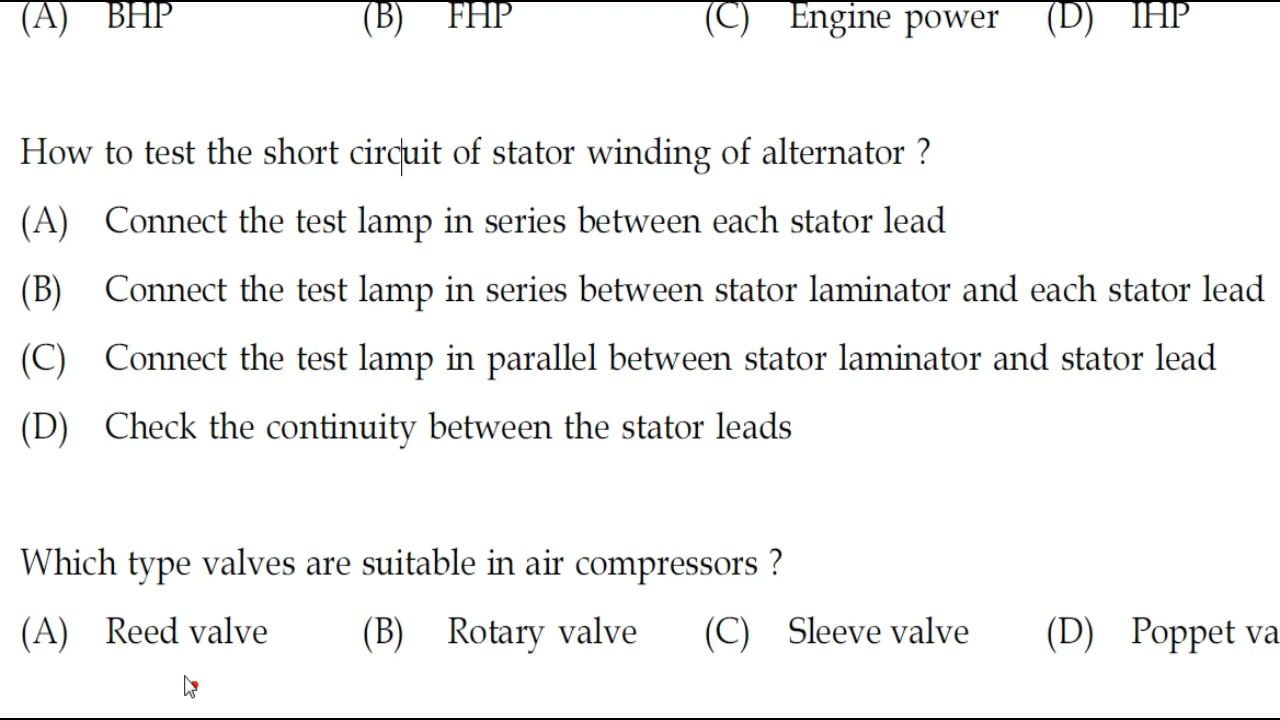 (A) BHP (B) FHP (C) Engine power (D) IHP
How to test the short circuit of stator winding of alternator ?
(A) Connect the test lamp in series between each stator lead
(B) Connect the test lamp in series between stator laminator and each stator lead
(C) Connect the test lamp in parallel between stator laminator and stator lead
(D) Check the continuity between the stator leads
Which type valves are suitable in air compressors ?
(A) Reed valve (B) Rotary valve (C) Sleeve valve (D) Poppet va